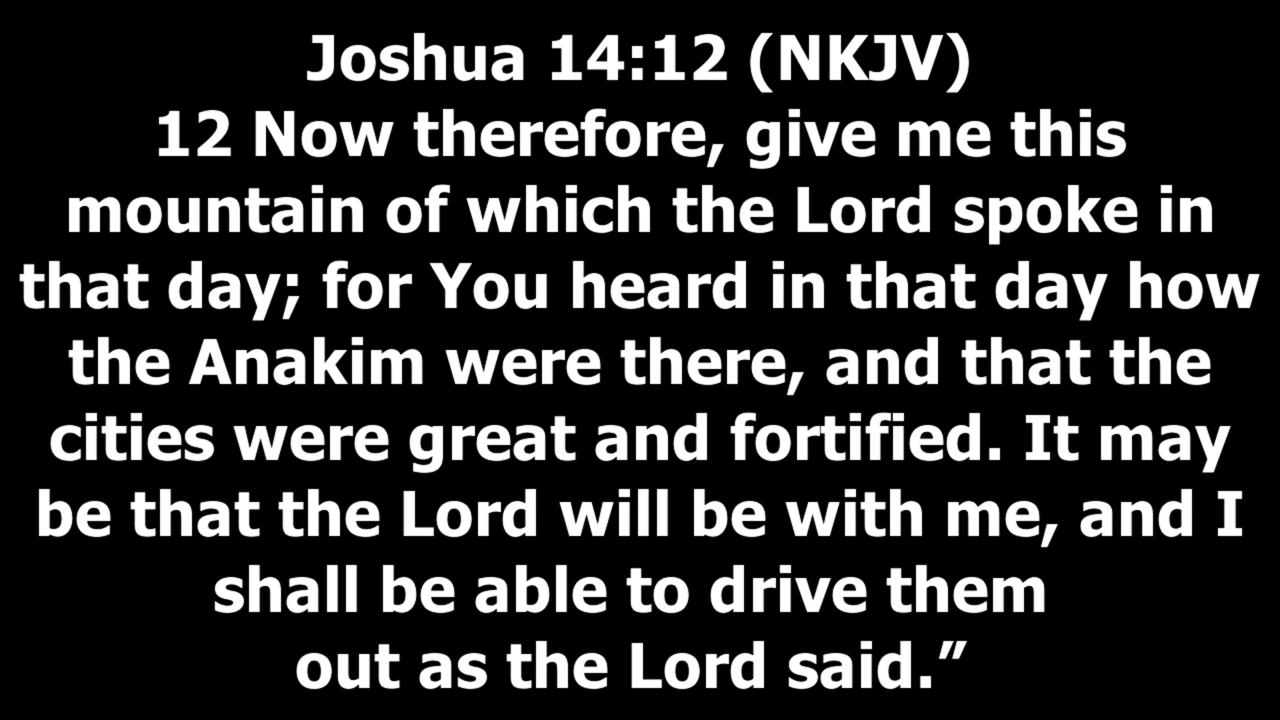 Joshua 14:12 (NKJV)
12 Now therefore, give me this
mountain of which the Lord spoke in
that day; for You heard in that day how
the Anakim were there, and that the
cities were great and fortified. It may
be that the Lord will be with me, and I
shall be able to drive them
out as the Lord said.”